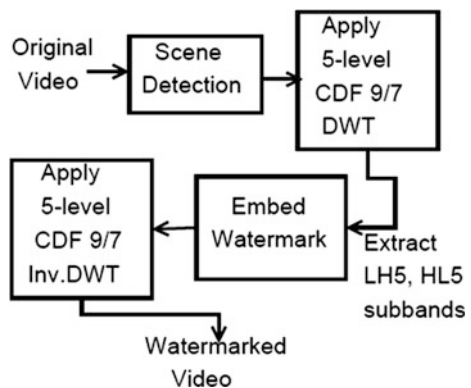 Original
Video
Scene
Detection
Apply
5-level
CDF 9/7
DWT
Extract
LH5, HL5
subbands
Embed
Watermark
Apply
5-level
CDF 9/7
Inv.DWT
Watermarked
Video